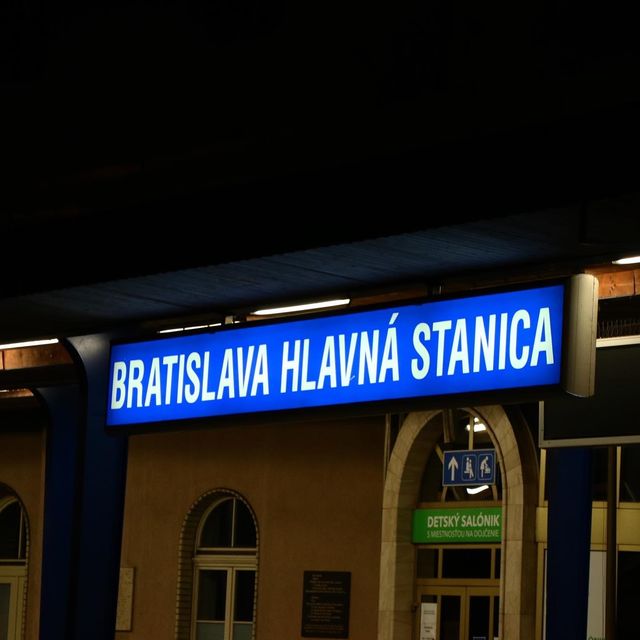 BRATISLAVA HLAVNÁ STANICA
DETSKÝ SALÓNIK
S MIESTNOSŤOU NA DOJČENIE